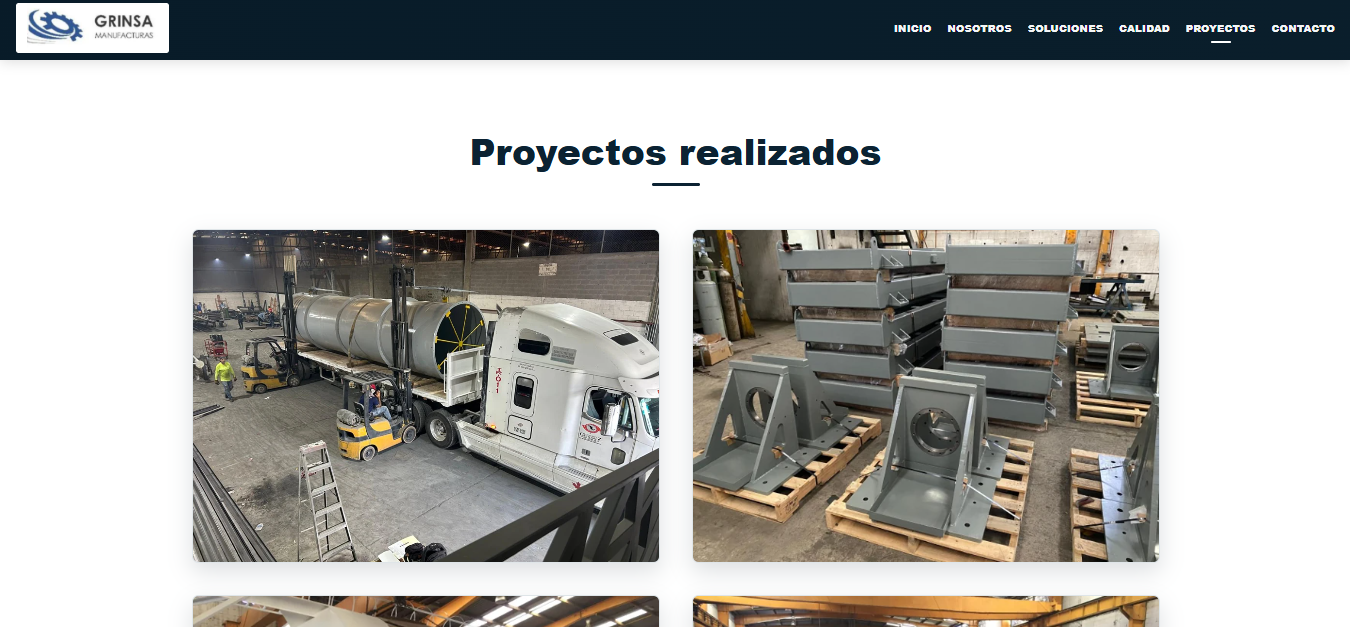 GRINSA
MANUFACTURAS
INICIO NOSOTROS SOLUCIONES CALIDAD PROYECTOS CONTACTO
Proyectos realizados